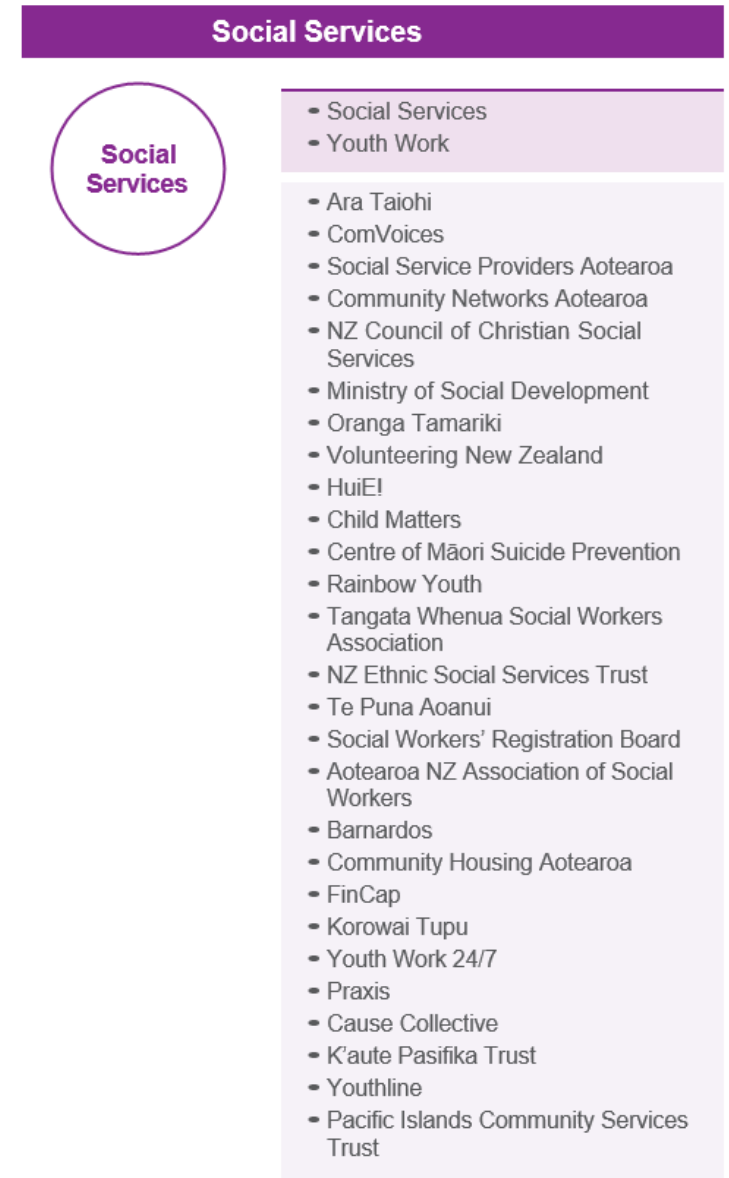 Social Services
Social
Services
• Social Services
• Youth Work
• Ara Taiohi
• ComVoices
• Social Service Providers Aotearoa
• Community Networks Aotearoa
• NZ Council of Christian Social
Services
• Ministry of Social Development
• Oranga Tamariki
• Volunteering New Zealand
• HuiE!
• Child Matters
• Centre of Māori Suicide Prevention
• Rainbow Youth
• Tangata Whenua Social Workers
Association
• NZ Ethnic Social Services Trust
• Te Puna Aoanui
• Social Workers’ Registration Board
• Aotearoa NZ Association of Social
Workers
• Barnardos
• Community Housing Aotearoa
• FinCap
• Korowai Tupu
• Youth Work 24/7
• Praxis
• Cause Collective
• K’aute Pasifika Trust
• Youthline
• Pacific Islands Community Services
Trust